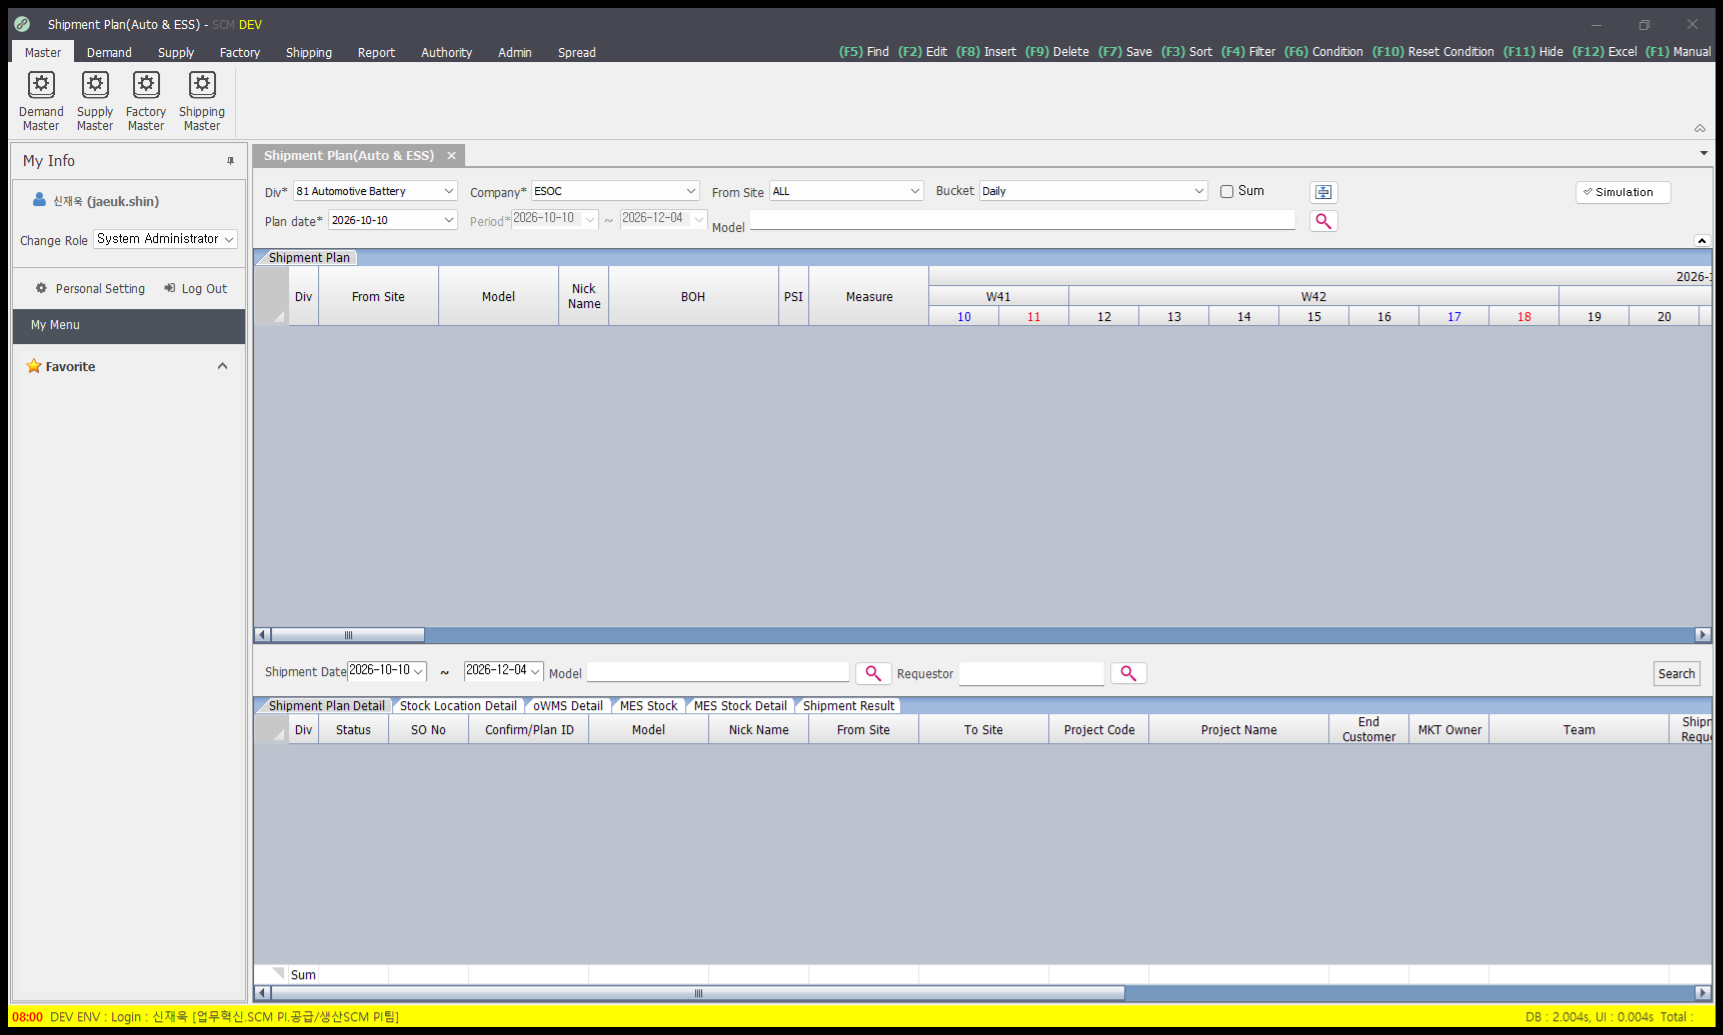 Shipment Plan(Auto & ESS) - SCM DEV
Master Demand Supply Factory Shipping Report Authority Admin Spread
(F5) Find (F2) Edit (F8) Insert (F9) Delete (F7) Save (F3) Sort (F4) Filter (F6) Condition (F10) Reset Condition (F11) Hide (F12) Excel (F1) Manual
Demand Master
Supply Master
Factory Master
Shipping Master
My Info
신재욱 (jaeuk.shin)
Change Role System Administrator
Personal Setting Log Out
My Menu
Favorite
Shipment Plan(Auto & ESS)
Div* 81 Automotive Battery Company* ESOC From Site ALL Bucket Daily Sum Simulation
Plan date* 2026-10-10 Period* 2026-10-10 ~ 2026-12-04 Model
Shipment Plan
Div From Site Model Nick Name BOH PSI Measure
2026-1
W41 W42
10 11 12 13 14 15 16 17 18 19 20
Shipment Date 2026-10-10 ~ 2026-12-04 Model Requestor Search
Shipment Plan Detail Stock Location Detail oWMS Detail MES Stock MES Stock Detail Shipment Result
Div Status SO No Confirm/Plan ID Model Nick Name From Site To Site Project Code Project Name End Customer MKT Owner Team
Sum
08:00 DEV ENV : Login : 신재욱 [업무혁신.SCM PI.공급/생산SCM PI팀]
DB : 2.004s, UI : 0.004s Total :